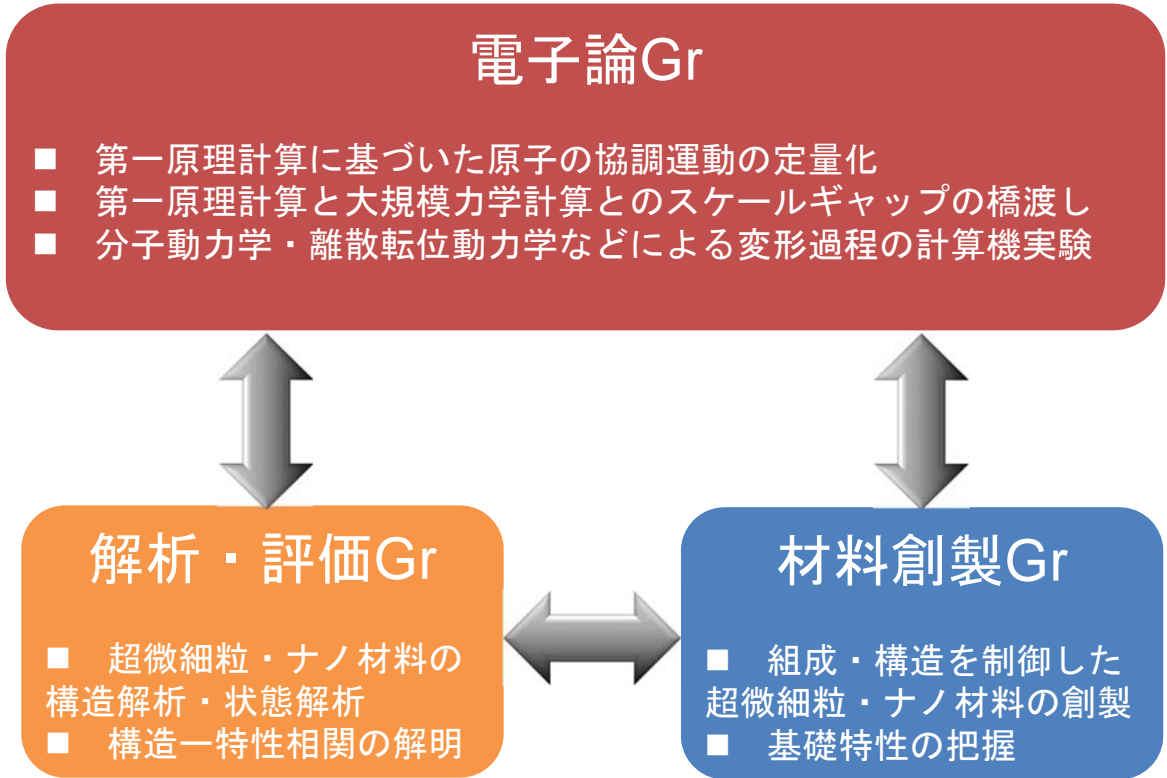 電子論Gr
■ 第一原理計算に基づいた原子の協調運動の定量化
■ 第一原理計算と大規模力学計算とのスケールギャップの橋渡し
■ 分子動力学・離散転位動力学などによる変形過程の計算機実験
解析・評価Gr
■ 超微細粒・ナノ材料の
構造解析・状態解析
■ 構造ー特性相関の解明
材料創製Gr
■ 組成・構造を制御した
超微細粒・ナノ材料の創製
■ 基礎特性の把握